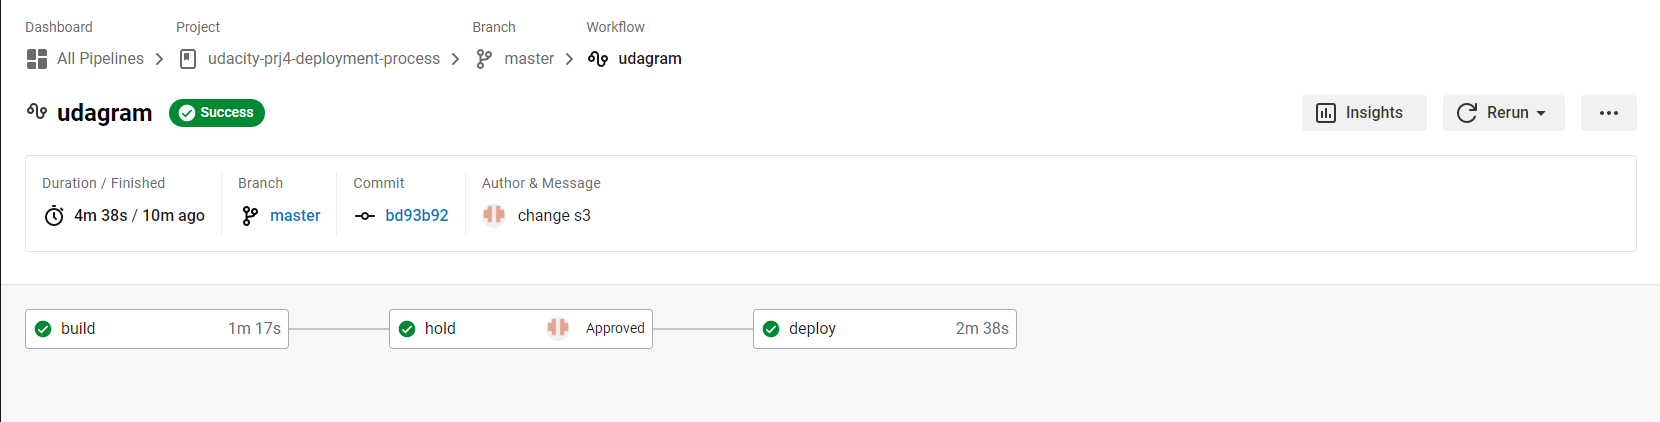 Dashboard Project Branch Workflow
All Pipelines udacity-prj4-deployment-process master udagram
udagram Success Insights Rerun
Duration / Finished Branch Commit Author & Message
4m 38s / 10m ago master bd93b92 change s3
build 1m 17s hold Approved deploy 2m 38s